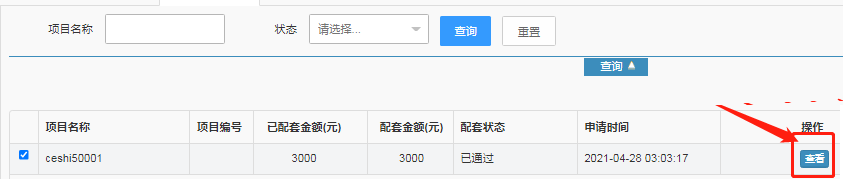 项目名称 状态 请选择... 查询 重置
查询
项目名称 项目编号 已配套金额(元) 配套金额(元) 配套状态 申请时间 操作
ceshi50001 3000 3000 已通过 2021-04-28 03:03:17 查看